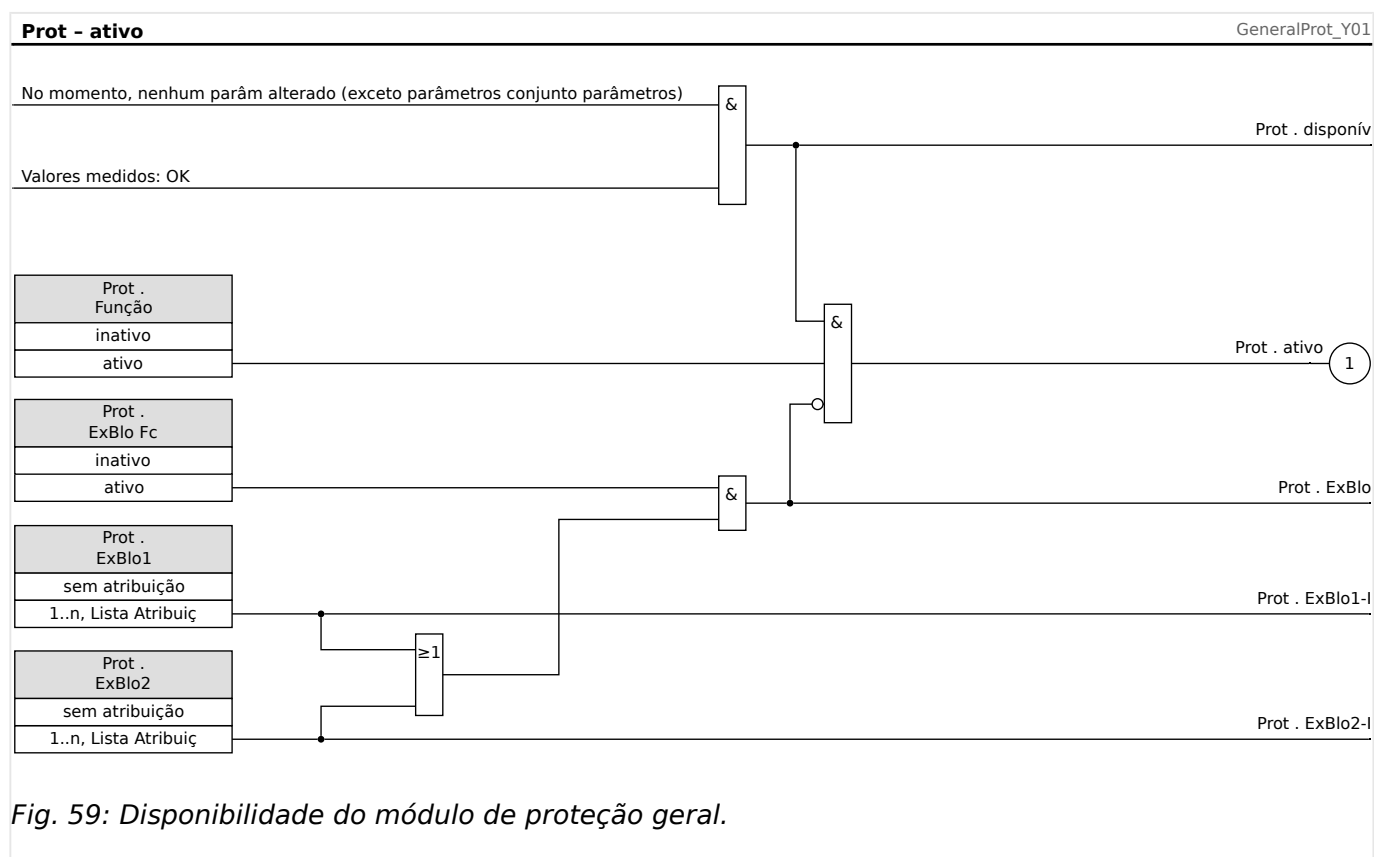 Prot – ativo
GeneralProt_Y01
No momento, nenhum parâm alterado (exceto parâmetros conjunto parâmetros)
&
Prot . disponív
Valores medidos: OK
Prot .
Função
inativo
ativo
&
Prot . ativo
1
Prot .
ExBlo Fc
inativo
ativo
&
Prot . ExBlo
Prot .
ExBlo1
sem atribuição
1..n, Lista Atribuiç
Prot . ExBlo1-I
≥1
Prot .
ExBlo2
sem atribuição
1..n, Lista Atribuiç
Prot . ExBlo2-I
Fig. 59: Disponibilidade do módulo de proteção geral.